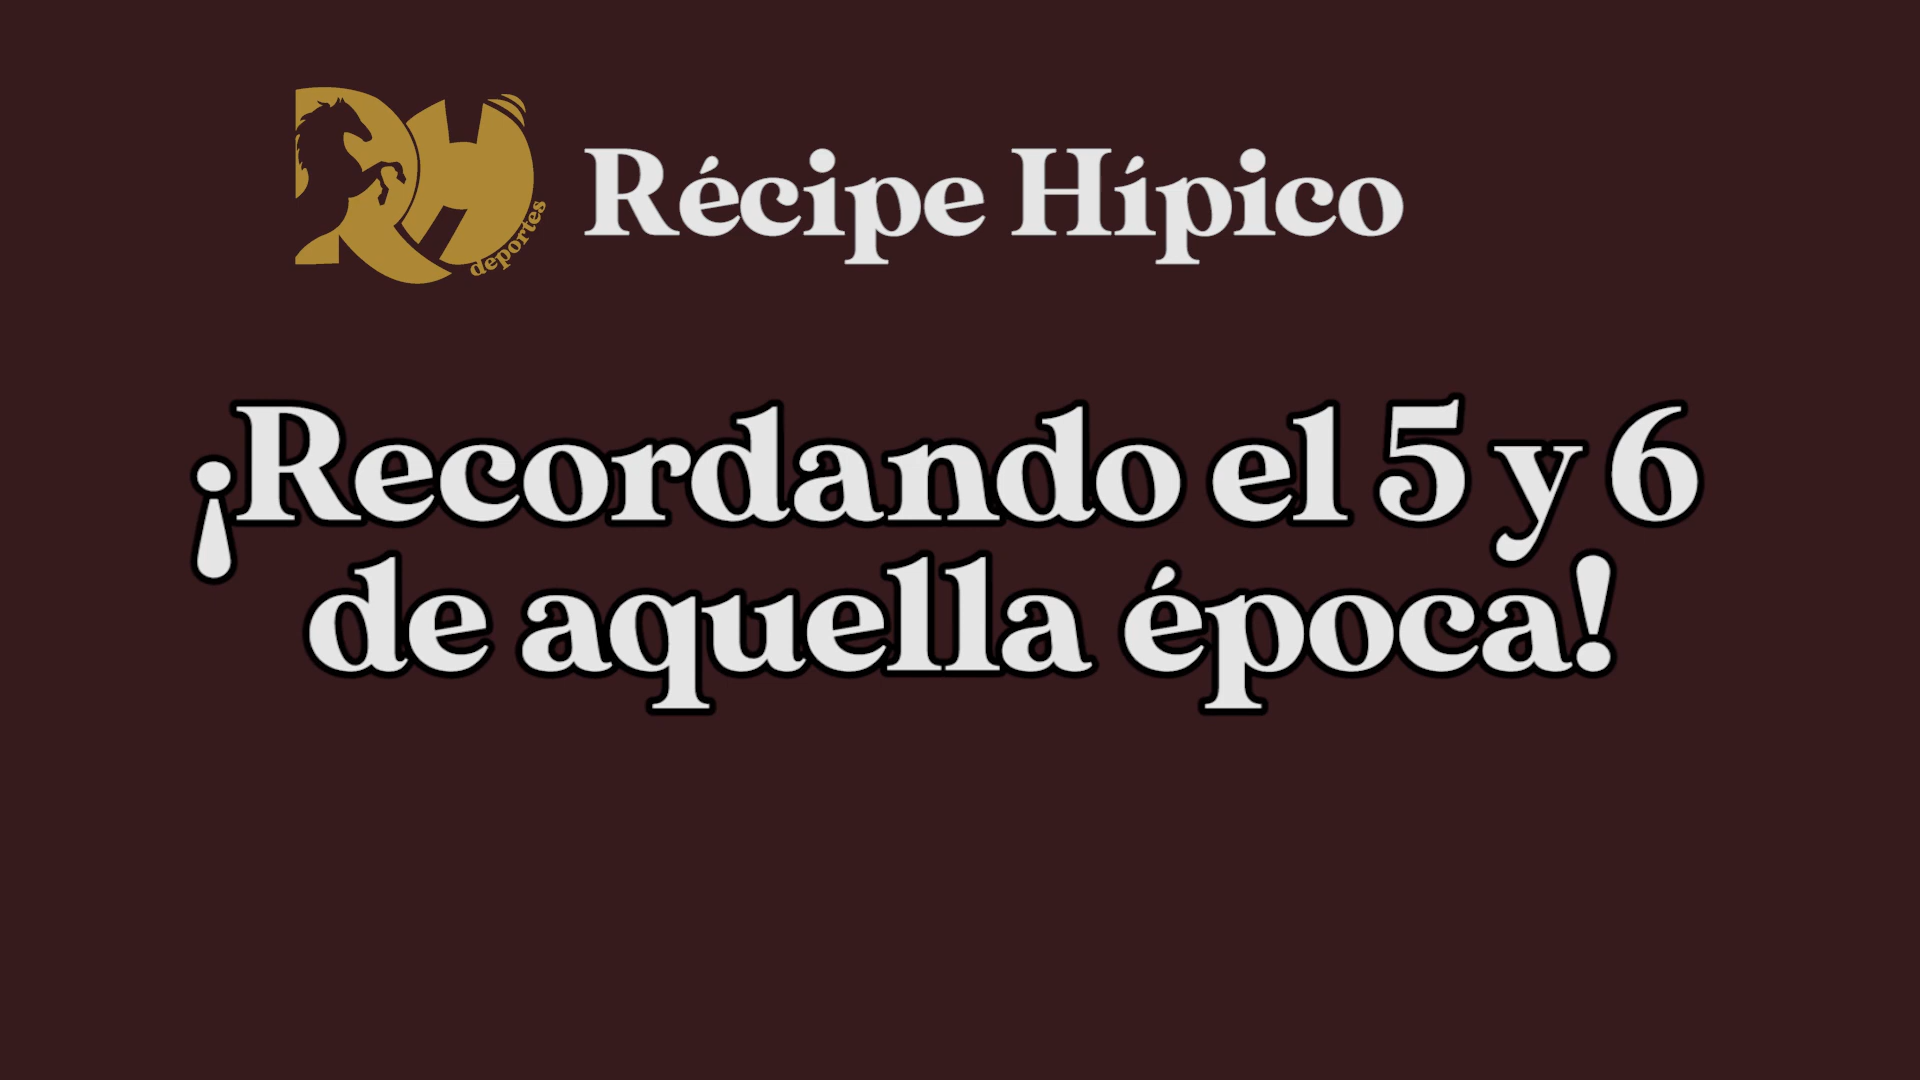 RH
deportes
Récipe Hípico
¡Recordando el 5 y 6
de aquella época!